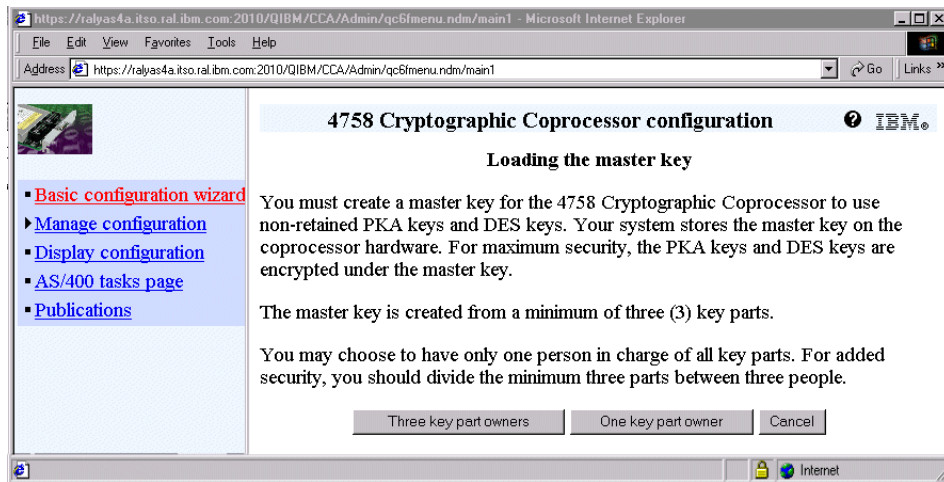 https://ralyas4a.itso.ral.ibm.com:2010/QIBM/CCA/Admin/qc6fmenu.ndm/main1 - Microsoft Internet Explorer
File Edit View Favorites Tools Help
Address https://ralyas4a.itso.ral.ibm.com:2010/QIBM/CCA/Admin/qc6fmenu.ndm/main1 Go Links »
Basic configuration wizard
Manage configuration
Display configuration
AS/400 tasks page
Publications
4758 Cryptographic Coprocessor configuration ? IBM®
Loading the master key
You must create a master key for the 4758 Cryptographic Coprocessor to use
non-retained PKA keys and DES keys. Your system stores the master key on the
coprocessor hardware. For maximum security, the PKA keys and DES keys are
encrypted under the master key.
The master key is created from a minimum of three (3) key parts.
You may choose to have only one person in charge of all key parts. For added
security, you should divide the minimum three parts between three people.
Three key part owners One key part owner Cancel
Internet